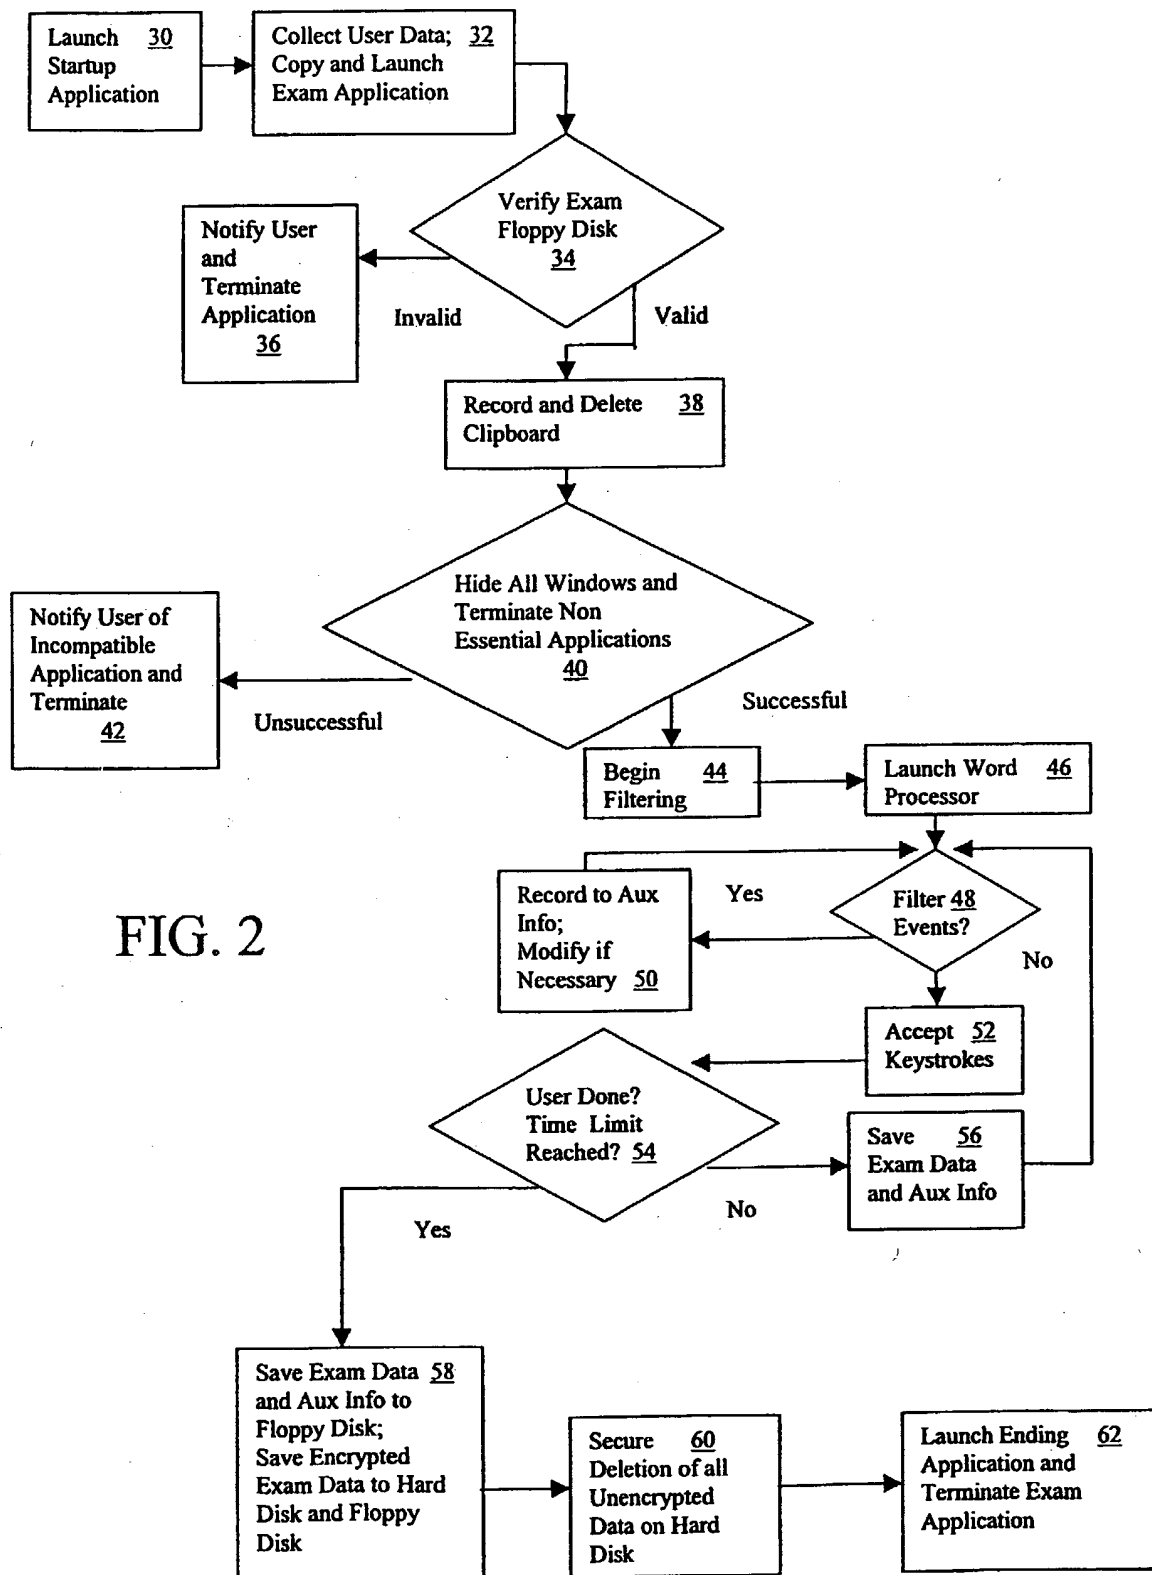 Launch 30
Startup
Application
Collect User Data; 32
Copy and Launch
Exam Application
Verify Exam
Floppy Disk
34
Notify User
and
Terminate
Application
36
Invalid
Valid
Record and Delete 38
Clipboard
Hide All Windows and
Terminate Non
Essential Applications
40
Notify User of
Incompatible
Application and
Terminate
42
Unsuccessful
Successful
Begin 44
Filtering
Launch Word 46
Processor
Record to Aux
Info;
Modify if
Necessary 50
Yes
Filter 48
Events?
No
FIG. 2
Accept 52
Keystrokes
User Done?
Time Limit
Reached? 54
Save 56
Exam Data
and Aux Info
No
Yes
Save Exam Data 58
and Aux Info to
Floppy Disk;
Save Encrypted
Exam Data to Hard
Disk and Floppy
Disk
Secure 60
Deletion of all
Unencrypted
Data on Hard
Disk
Launch Ending 62
Application and
Terminate Exam
Application